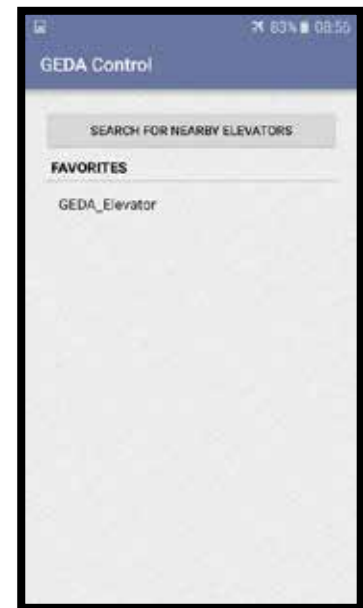 83% 08:55
GEDA Control
SEARCH FOR NEARBY ELEVATORS
FAVORITES
GEDA_Elevator